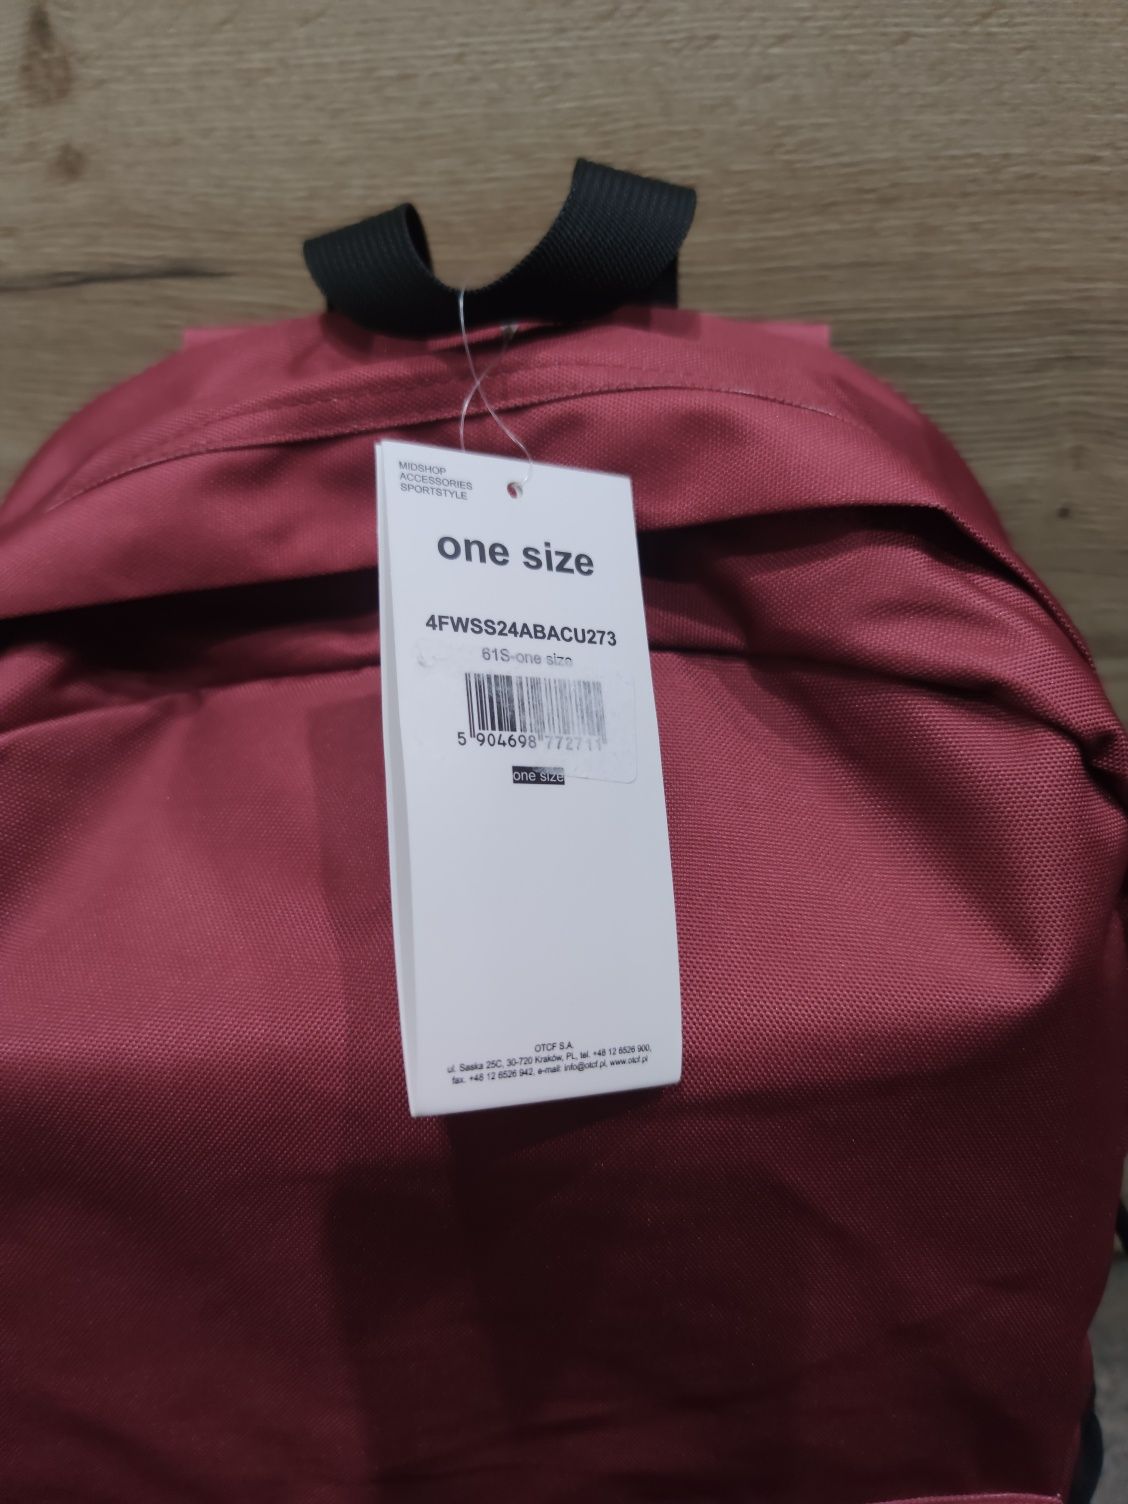 MIDSHOP
ACCESSORIES
SPORTSTYLE
one size
4FWSS24ABACU273
61S-one size
5 904698 772711
one size
OTCF S.A.
ul. Saska 25C, 30-720 Kraków, PL, tel. +48 12 6526 900,
fax. +48 12 6526 942, e-mail: info@otcf.pl, www.otcf.pl